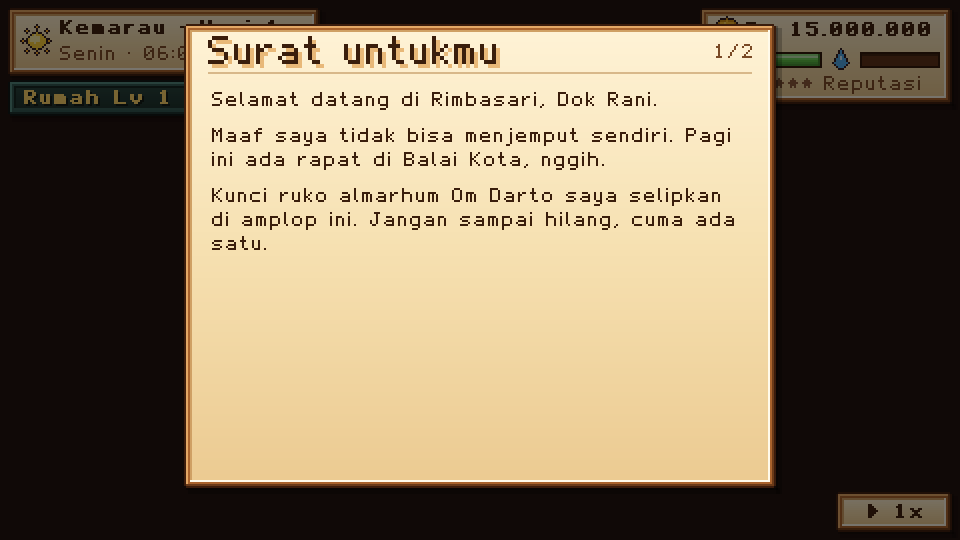 Kemarau
Senin · 06:0
Rumah Lv 1
15.000.000
Reputasi
Surat untukmu
1/2
Selamat datang di Rimbasari, Dok Rani.
Maaf saya tidak bisa menjemput sendiri. Pagi
ini ada rapat di Balai Kota, nggih.
Kunci ruko almarhum Om Darto saya selipkan
di amplop ini. Jangan sampai hilang, cuma ada
satu.
1x